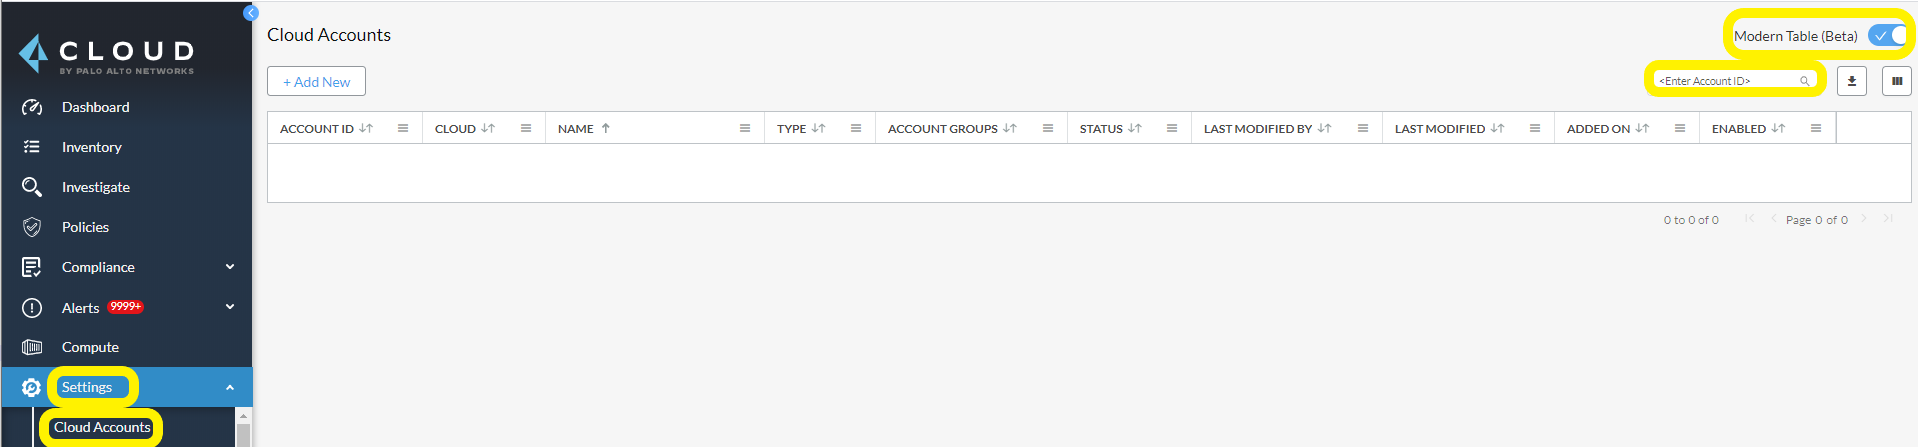 CLOUD
BY PALO ALTO NETWORKS
Dashboard
Inventory
Investigate
Policies
Compliance
Alerts 9999+
Compute
Settings
Cloud Accounts
Cloud Accounts
Modern Table (Beta)
+ Add New
<Enter Account ID>
ACCOUNT ID CLOUD NAME TYPE ACCOUNT GROUPS STATUS LAST MODIFIED BY LAST MODIFIED ADDED ON ENABLED
0 to 0 of 0 Page 0 of 0